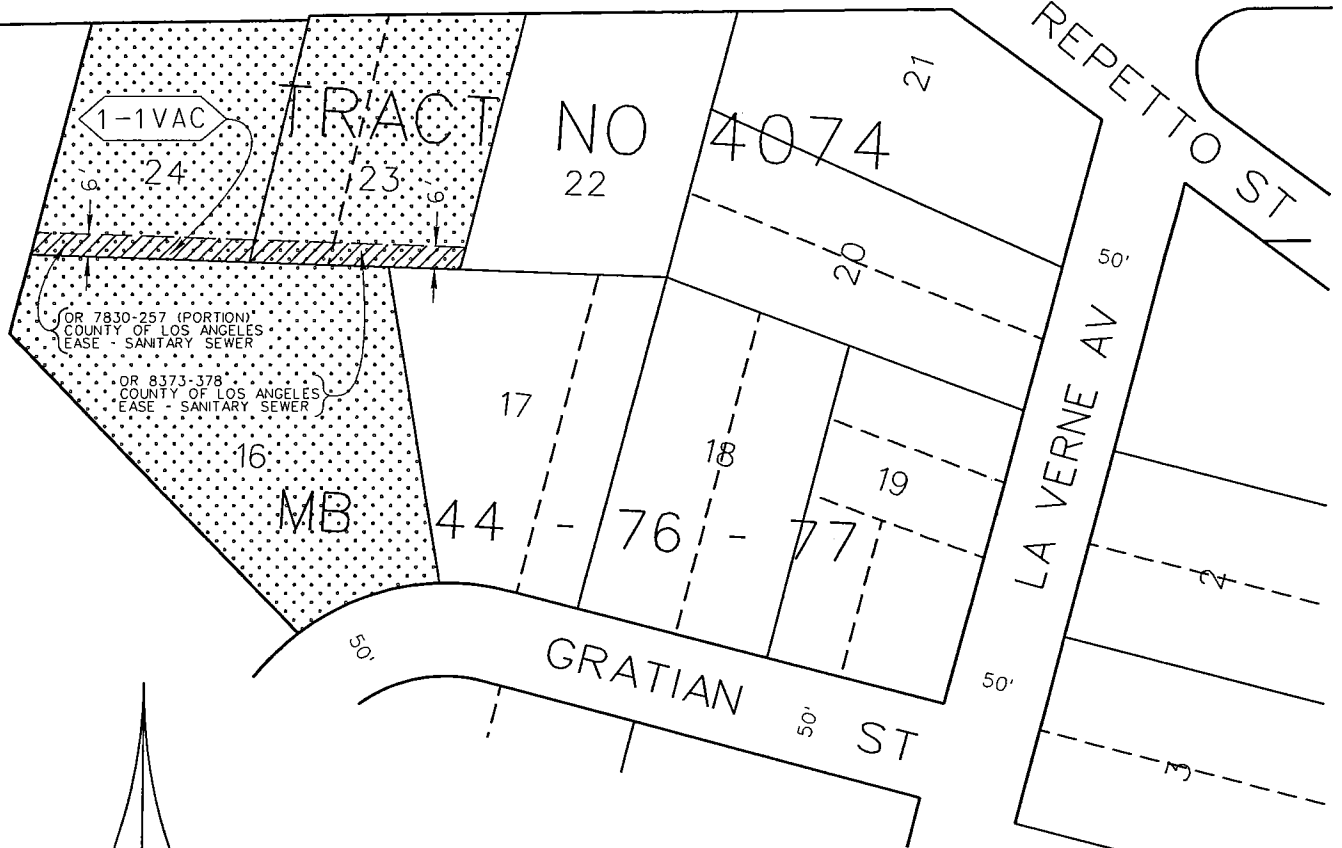 REPETTO ST
21
1-1VAC
TRACT NO 4074
24
23
22
6'
6'
20
50'
OR 7830-257 (PORTION)
COUNTY OF LOS ANGELES
EASE - SANITARY SEWER
OR 8373-378
COUNTY OF LOS ANGELES
EASE - SANITARY SEWER
LA VERNE AV
17
18
19
16
MB 44 - 76 - 77
2
50'
GRATIAN ST
50'
50'
3